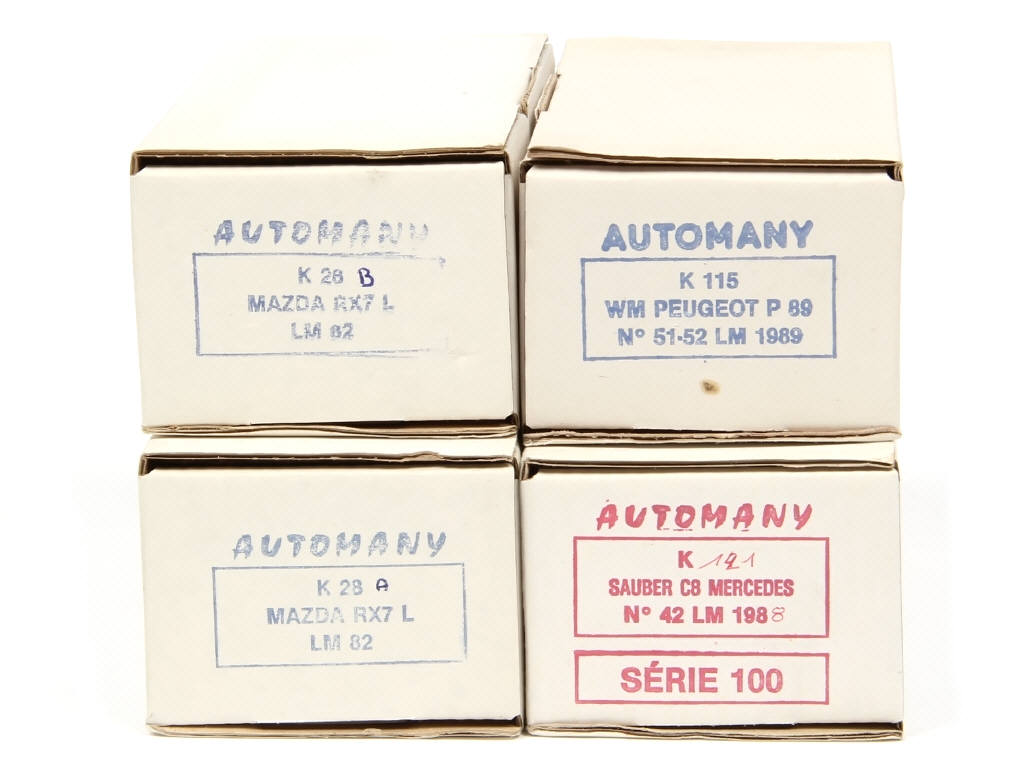 AUTOMANY
K 28 B
MAZDA RX7 L
LM 82
AUTOMANY
K 115
WM PEUGEOT P 89
N° 51-52 LM 1989
AUTOMANY
K 28 A
MAZDA RX7 L
LM 82
AUTOMANY
K 121
SAUBER C8 MERCEDES
N° 42 LM 1988
SÉRIE 100